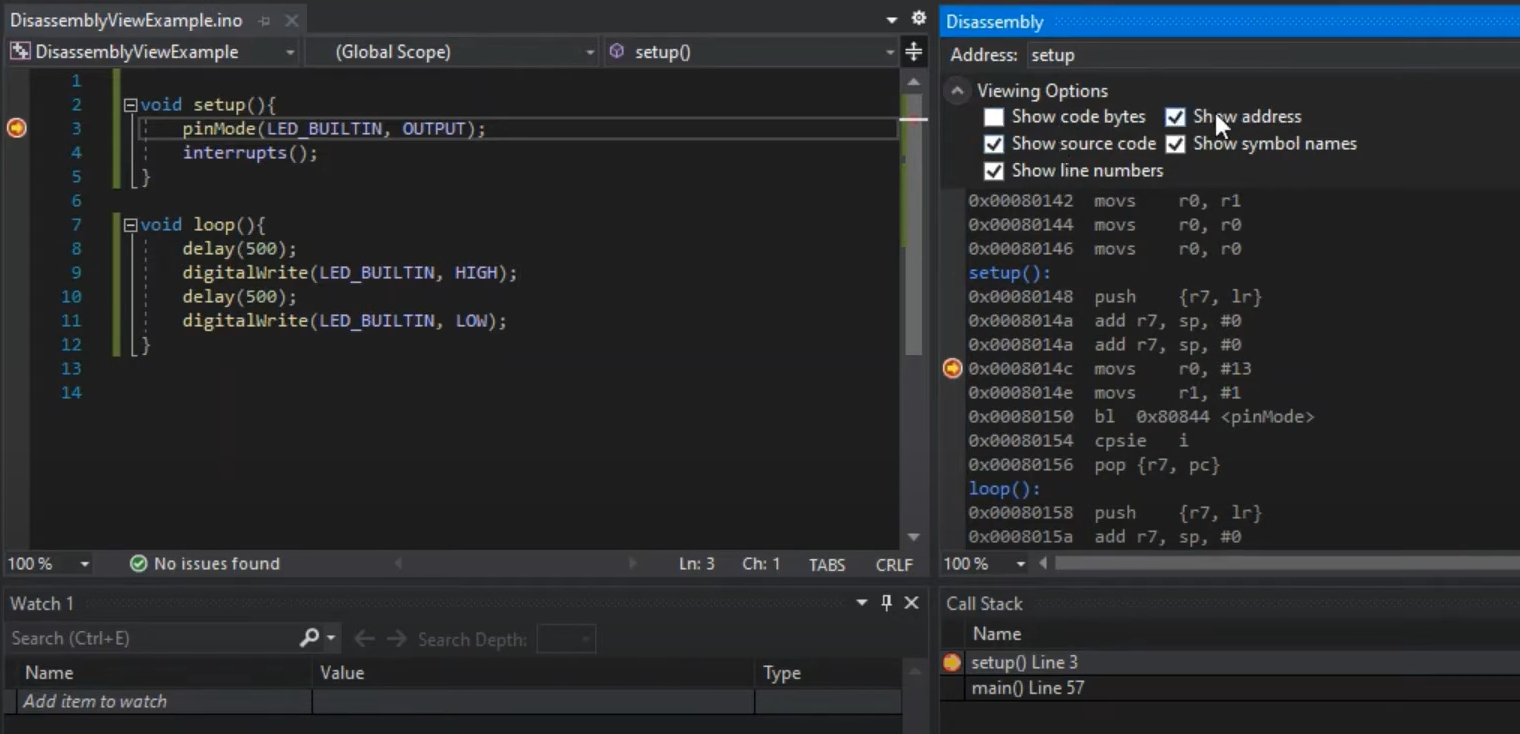 DisassemblyViewExample.ino
DisassemblyViewExample (Global Scope) setup()
1
2 void setup(){
3 pinMode(LED_BUILTIN, OUTPUT);
4 interrupts();
5 }
6
7 void loop(){
8 delay(500);
9 digitalWrite(LED_BUILTIN, HIGH);
10 delay(500);
11 digitalWrite(LED_BUILTIN, LOW);
12 }
13
14
100 % No issues found Ln: 3 Ch: 1 TABS CRLF
Disassembly
Address: setup
Viewing Options
Show code bytes Show address
Show source code Show symbol names
Show line numbers
0x00080142 movs r0, r1
0x00080144 movs r0, r0
0x00080146 movs r0, r0
setup():
0x00080148 push {r7, lr}
0x0008014a add r7, sp, #0
0x0008014a add r7, sp, #0
0x0008014c movs r0, #13
0x0008014e movs r1, #1
0x00080150 bl 0x80844 <pinMode>
0x00080154 cpsie i
0x00080156 pop {r7, pc}
loop():
0x00080158 push {r7, lr}
0x0008015a add r7, sp, #0
100 %
Watch 1
Search (Ctrl+E) Search Depth:
Name Value Type
Add item to watch
Call Stack
Name
setup() Line 3
main() Line 57